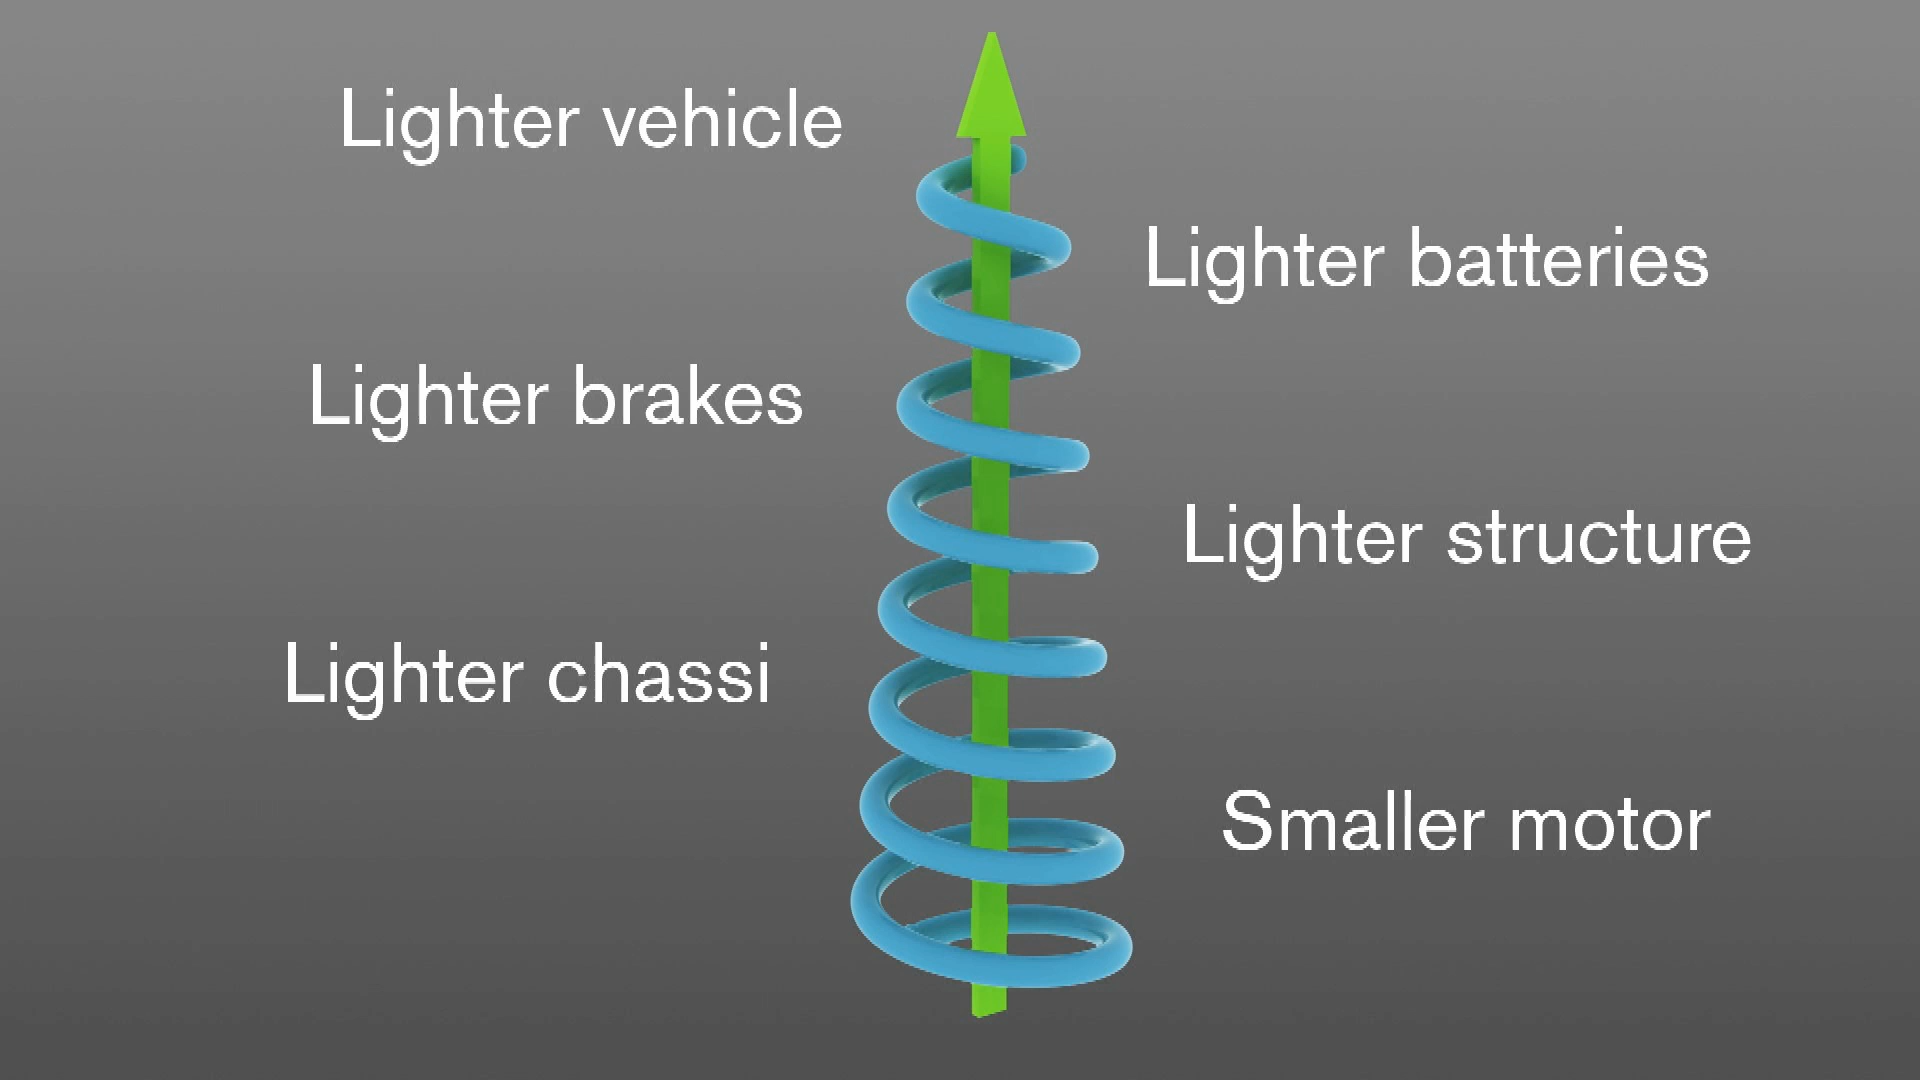 Lighter vehicle
Lighter batteries
Lighter brakes
Lighter structure
Lighter chassi
Smaller motor